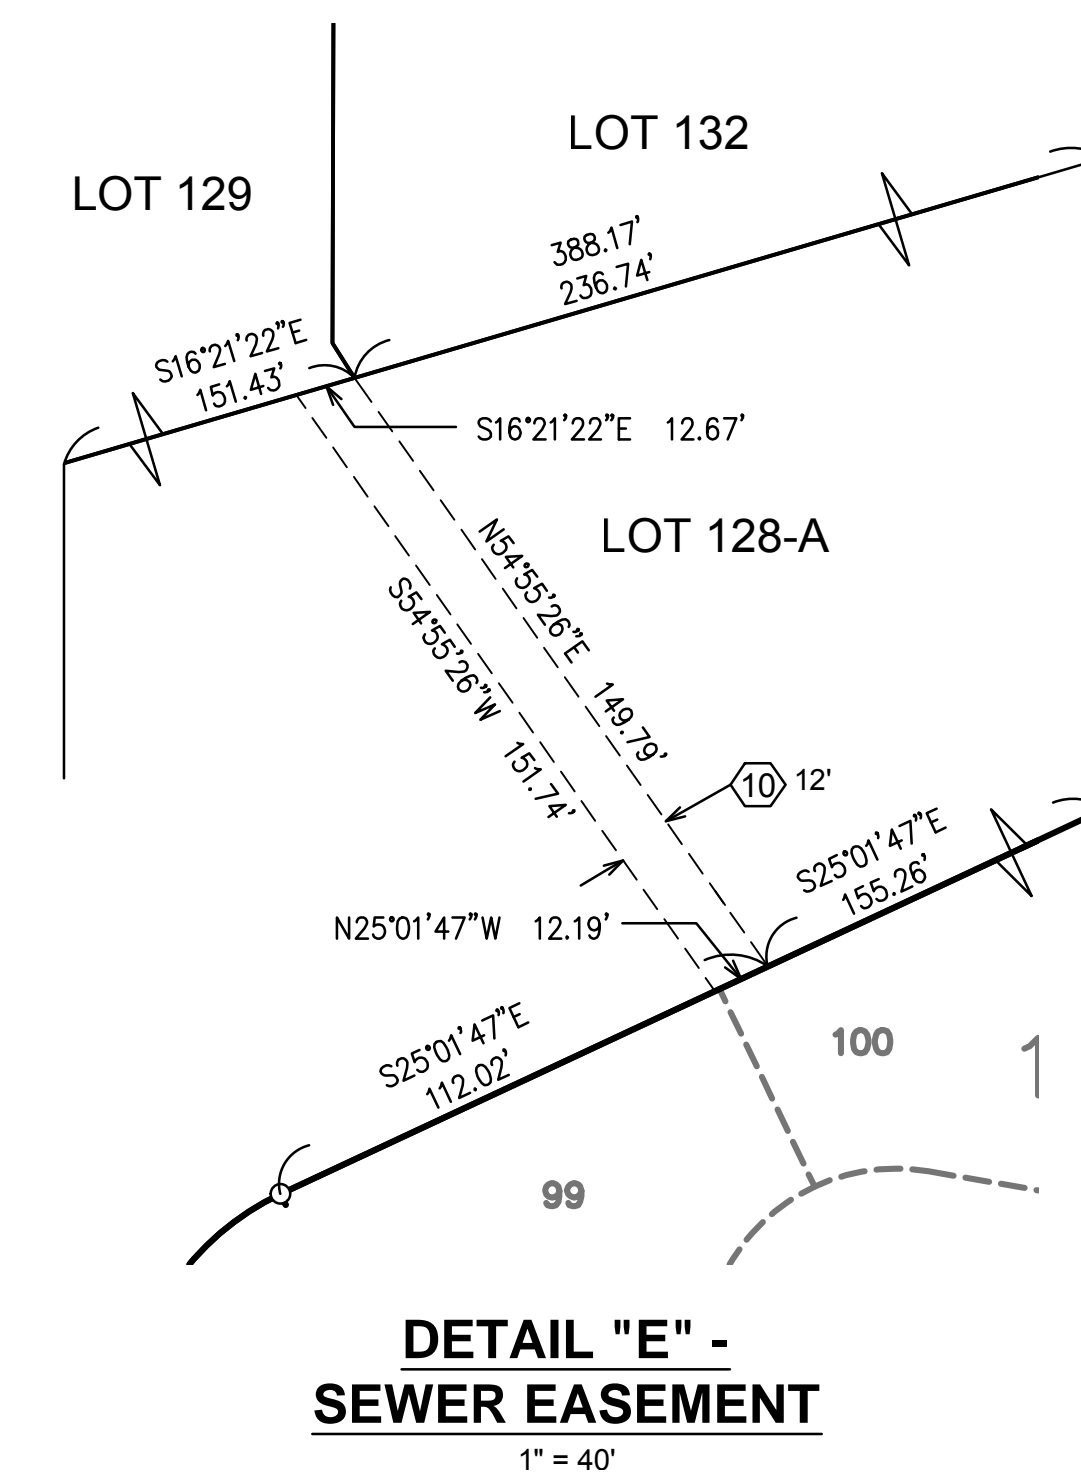 LOT 132
LOT 129
388.17'
236.74'
S16°21'22"E
151.43'
S16°21'22"E 12.67'
LOT 128-A
N54°55'26"E 149.79'
S54°55'26"W 151.74'
10 12'
S25°01'47"E
155.26'
N25°01'47"W 12.19'
S25°01'47"E
112.02'
100
1
99
DETAIL "E" -
SEWER EASEMENT
1" = 40'